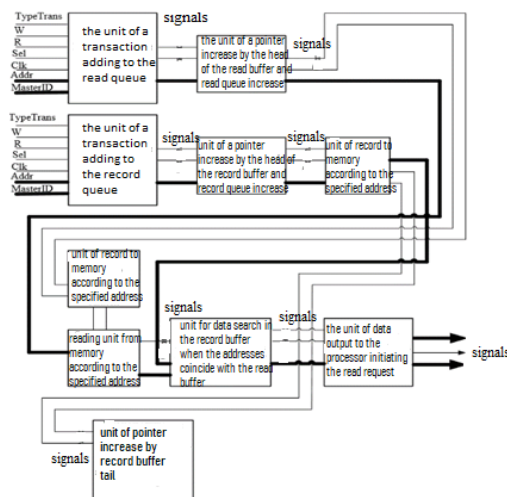 signals
TypeTrans
W
R
Sel
Clk
Addr
MasterID
the unit of a
transaction
adding to the
read queue
the unit of a pointer
increase by the head
of the read buffer and
read queue increase
signals
TypeTrans
W
R
Sel
Clk
Addr
MasterID
the unit of a
transaction
adding to
the record
queue
signals
unit of a pointer
increase by the head of
the record buffer and
record queue increase
signals
unit of record to
memory
according to the
specified address
unit of record to
memory
according to the
specified address
reading unit from
memory
according to the
specified address
signals
unit for data search in
the record buffer
when the addresses
coincide with the read
buffer
signals
the unit of data
output to the
processor initiating
the read request
signals
signals
unit of pointer
increase by
record buffer
tail